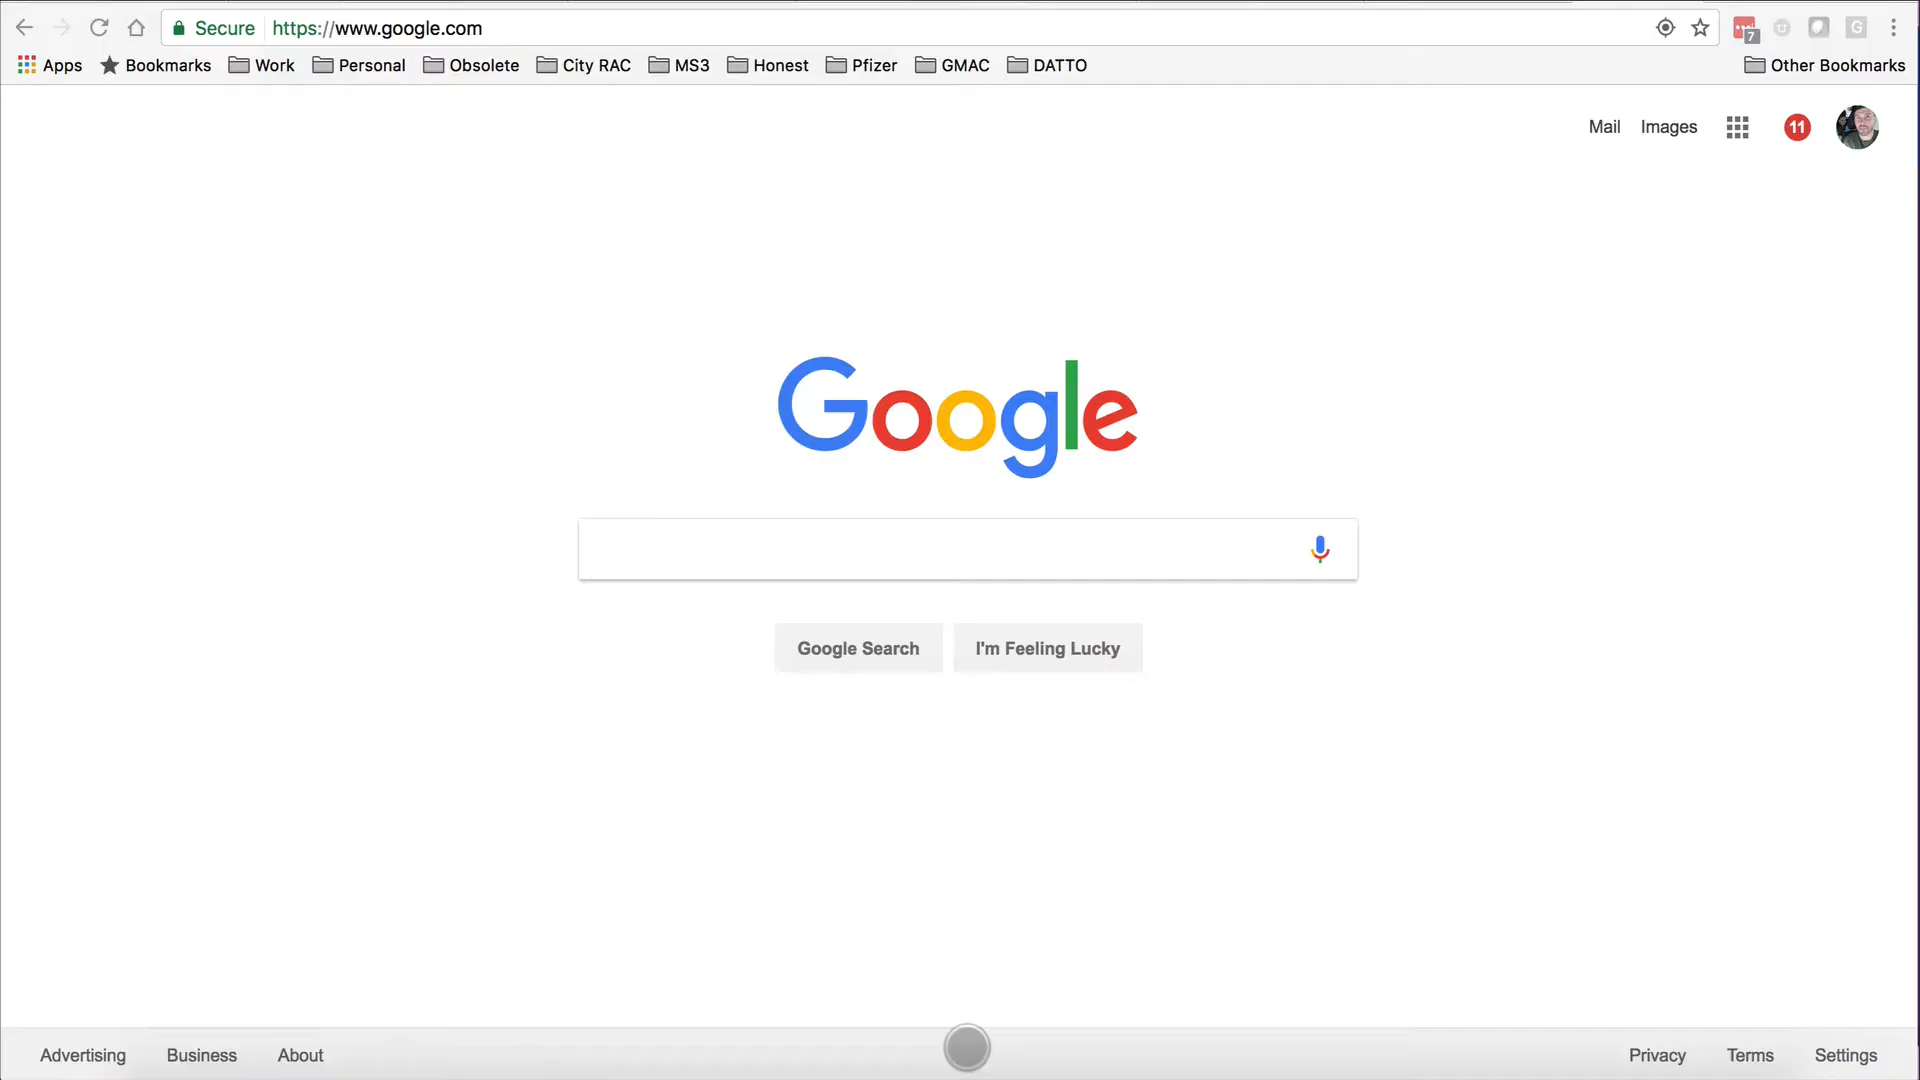 Secure https://www.google.com 7 G
Apps Bookmarks Work Personal Obsolete City RAC MS3 Honest Pfizer GMAC DATTO Other Bookmarks
Mail Images 11
Google
Google Search I'm Feeling Lucky
Advertising Business About Privacy Terms Settings